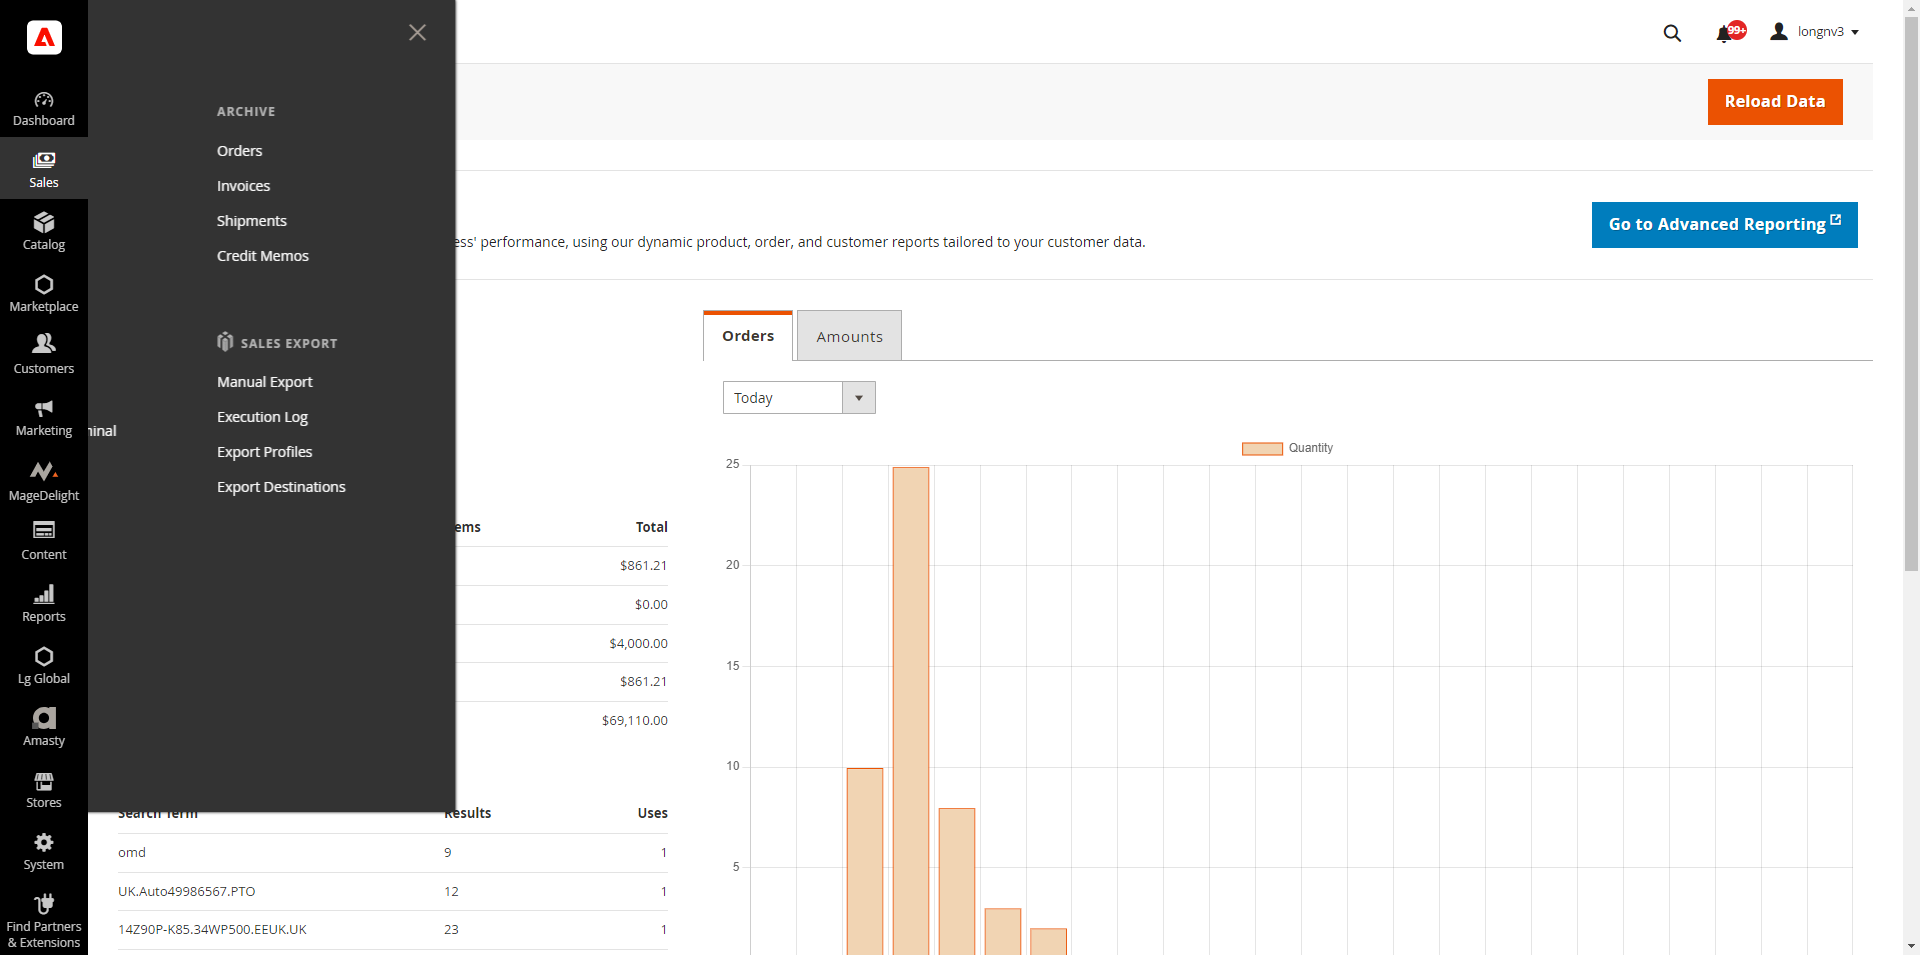 99+
longnv3
Reload Data
Dashboard
Sales
Catalog
Marketplace
Customers
Marketing
MageDelight
Content
Reports
Lg Global
Amasty
Stores
System
Find Partners
& Extensions
ARCHIVE
Orders
Invoices
Shipments
Credit Memos
SALES EXPORT
Manual Export
Execution Log
Export Profiles
Export Destinations
performance, using our dynamic product, order, and customer reports tailored to your customer data.
Go to Advanced Reporting
Orders
Amounts
Today
Quantity
25
20
15
10
5
Total
$861.21
$0.00
$4,000.00
$861.21
$69,110.00
Search Term Results Uses
omd 9 1
UK.Auto49986567.PTO 12 1
14Z90P-K85.34WP500.EEUK.UK 23 1